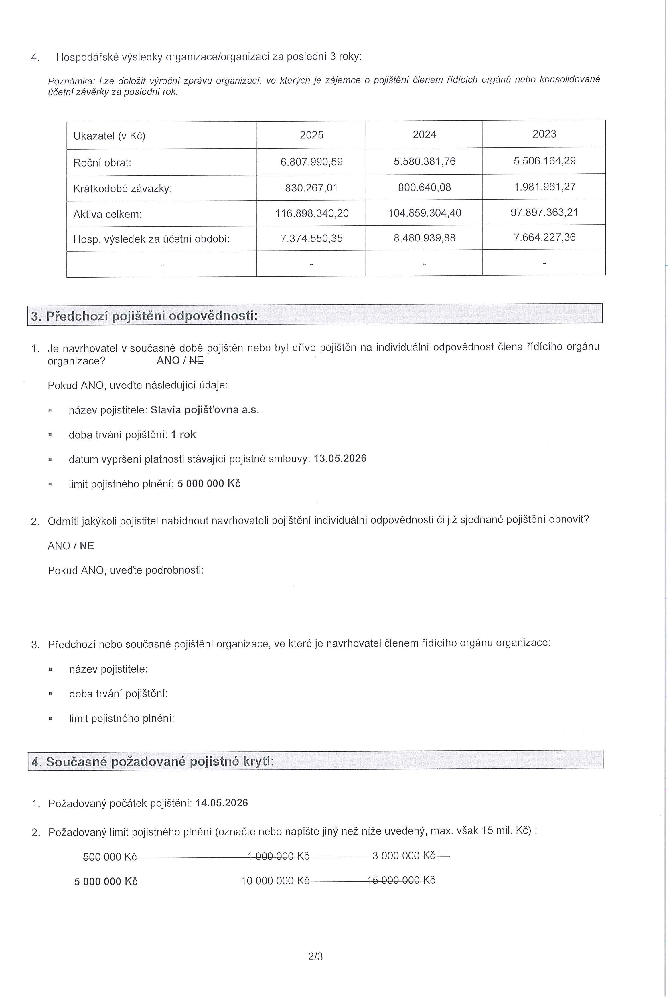 4. Hospodářské výsledky organizace/organizací za poslední 3 roky:
Poznámka: Lze doložit výroční zprávu organizací, ve kterých je zájemce o pojištění členem řídících orgánů nebo konsolidované
účetní závěrky za poslední rok.
Ukazatel (v Kč) 2025 2024 2023
Roční obrat: 6.807.990,59 5.580.381,76 5.506.164,29
Krátkodobé závazky: 830.267,01 800.640,08 1.981.961,27
Aktiva celkem: 116.898.340,20 104.859.304,40 97.897.363,21
Hosp. výsledek za účetní období: 7.374.550,35 8.480.939,88 7.664.227,36
- - - -
3. Předchozí pojištění odpovědnosti:
1. Je navrhovatel v současné době pojištěn nebo byl dříve pojištěn na individuální odpovědnost člena řídícího orgánu
organizace? ANO / NE
Pokud ANO, uveďte následující údaje:
▪ název pojistitele: Slavia pojišťovna a.s.
▪ doba trvání pojištění: 1 rok
▪ datum vypršení platnosti stávající pojistné smlouvy: 13.05.2026
▪ limit pojistného plnění: 5 000 000 Kč
2. Odmítl jakýkoli pojistitel nabídnout navrhovateli pojištění individuální odpovědnosti či již sjednané pojištění obnovit?
ANO / NE
Pokud ANO, uveďte podrobnosti:
3. Předchozí nebo současné pojištění organizace, ve které je navrhovatel členem řídícího orgánu organizace:
▪ název pojistitele:
▪ doba trvání pojištění:
▪ limit pojistného plnění:
4. Současné požadované pojistné krytí:
1. Požadovaný počátek pojištění: 14.05.2026
2. Požadovaný limit pojistného plnění (označte nebo napište jiný než níže uvedený, max. však 15 mil. Kč) :
500 000 Kč 1 000 000 Kč 3 000 000 Kč
5 000 000 Kč 10 000 000 Kč 15 000 000 Kč
2/3